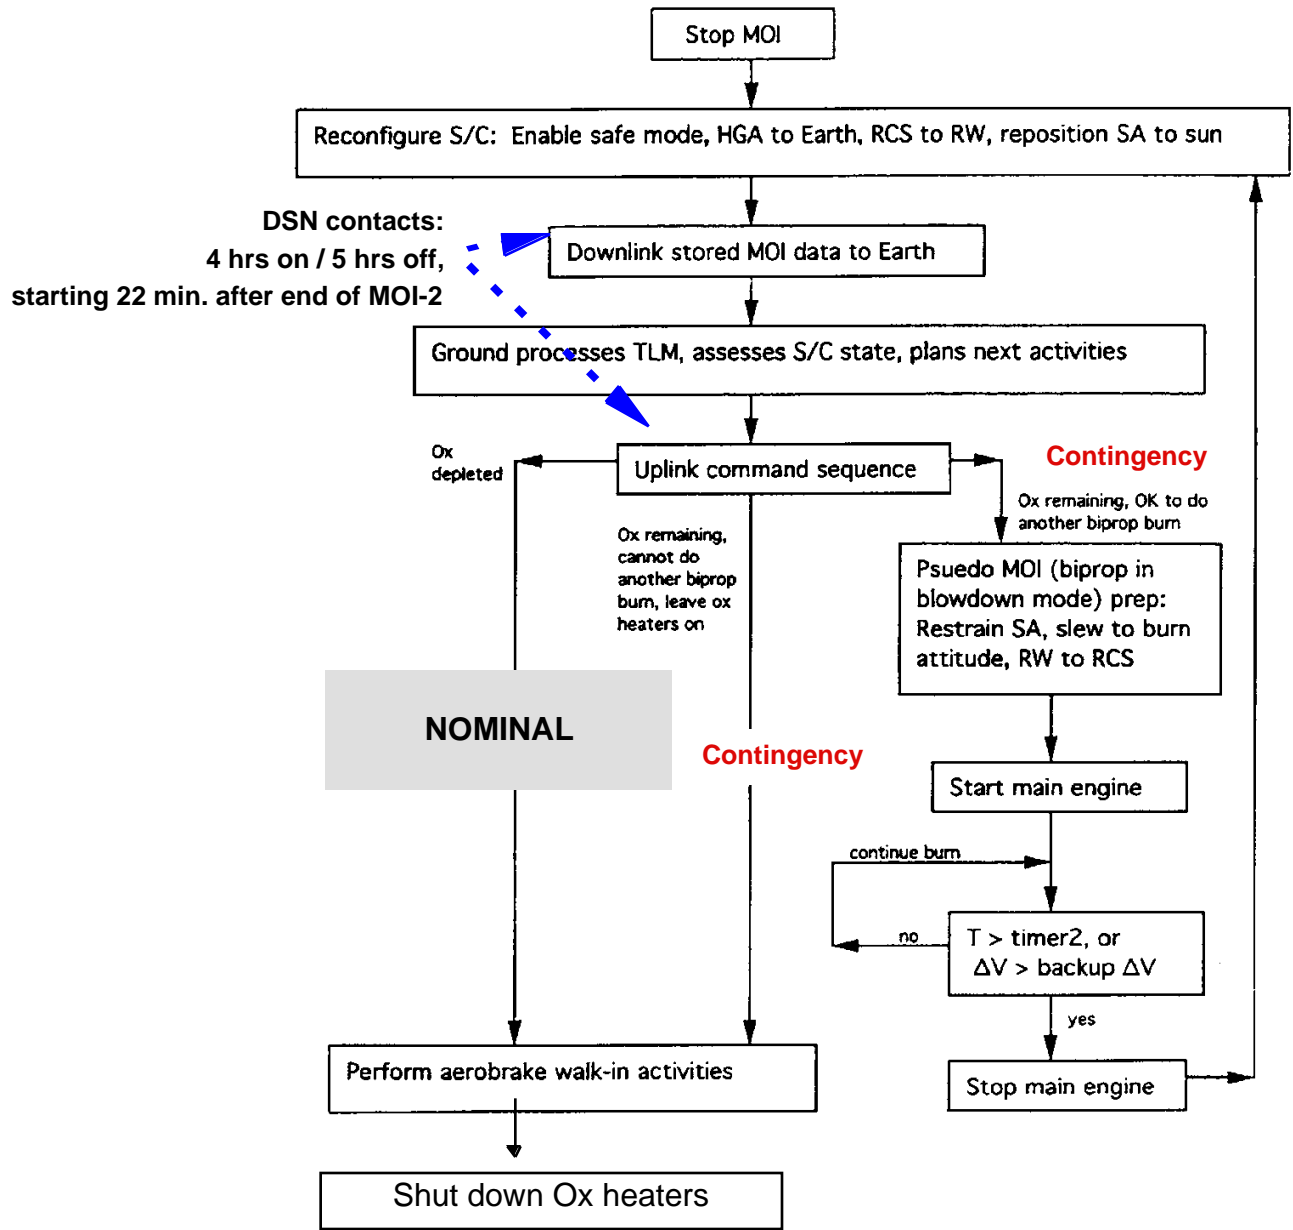 Stop MOI
Reconfigure S/C: Enable safe mode, HGA to Earth, RCS to RW, reposition SA to sun
DSN contacts:
4 hrs on / 5 hrs off,
starting 22 min. after end of MOI-2
Downlink stored MOI data to Earth
Ground processes TLM, assesses S/C state, plans next activities
Uplink command sequence
Ox
depleted
Ox remaining,
cannot do
another biprop
burn, leave ox
heaters on
Contingency
Ox remaining, OK to do
another biprop burn
Psuedo MOI (biprop in
blowdown mode) prep:
Restrain SA, slew to burn
attitude, RW to RCS
NOMINAL
Contingency
Start main engine
continue burn
no
T > timer2, or
ΔV > backup ΔV
yes
Stop main engine
Perform aerobrake walk-in activities
Shut down Ox heaters